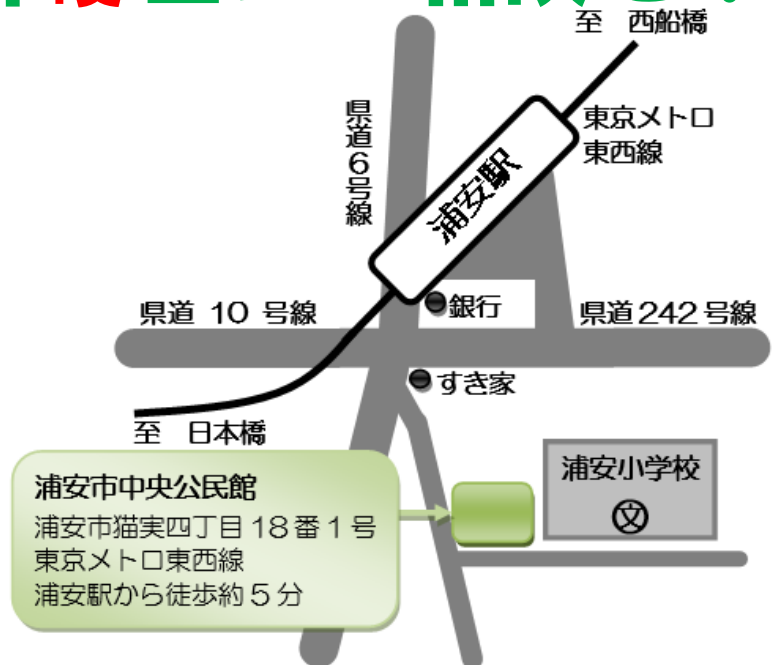 至 西船橋
東京メトロ
東西線
県道6号線
浦安駅
銀行
県道 10 号線
県道242号線
すき家
至 日本橋
浦安市中央公民館
浦安市猫実四丁目18番1号
東京メトロ東西線
浦安駅から徒歩約5分
浦安小学校
文